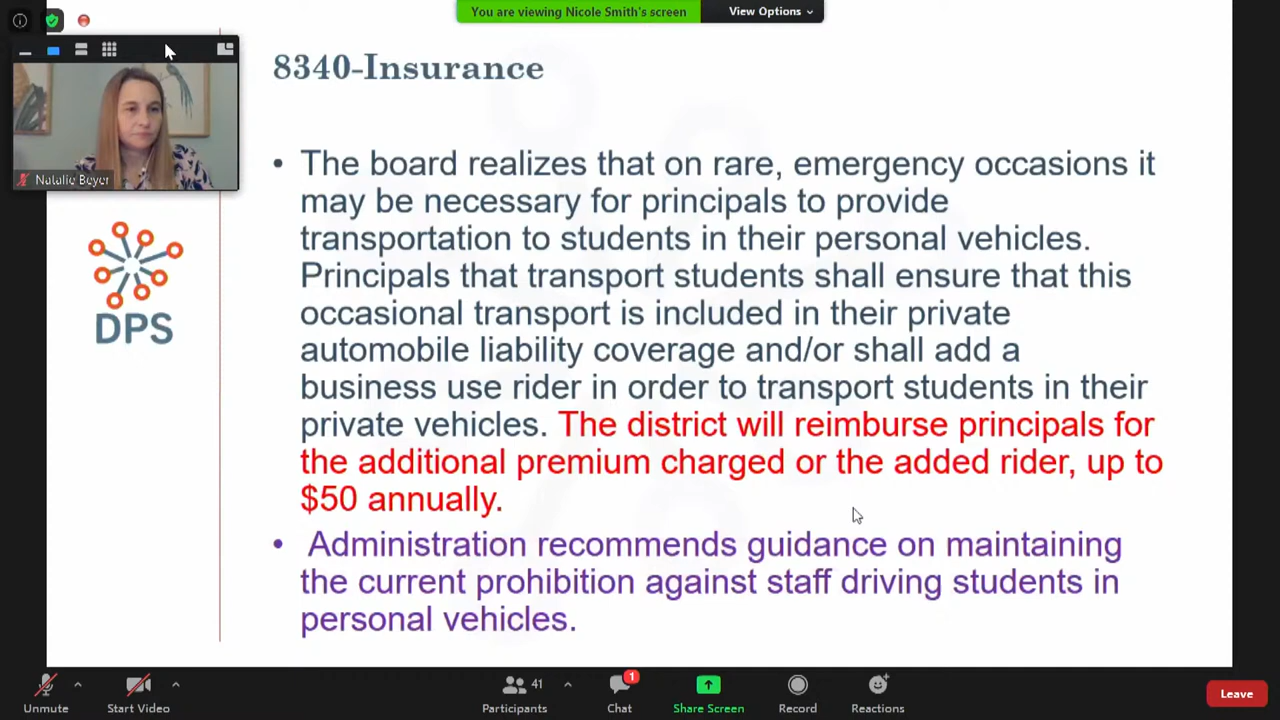 You are viewing Nicole Smith's screen
View Options
8340-Insurance
Natalie Beyer
• The board realizes that on rare, emergency occasions it
may be necessary for principals to provide
transportation to students in their personal vehicles.
Principals that transport students shall ensure that this
occasional transport is included in their private
automobile liability coverage and/or shall add a
business use rider in order to transport students in their
private vehicles. The district will reimburse principals for
the additional premium charged or the added rider, up to
$50 annually.
• Administration recommends guidance on maintaining
the current prohibition against staff driving students in
personal vehicles.
DPS
Unmute
Start Video
41
Participants
1
Chat
Share Screen
Record
Reactions
Leave